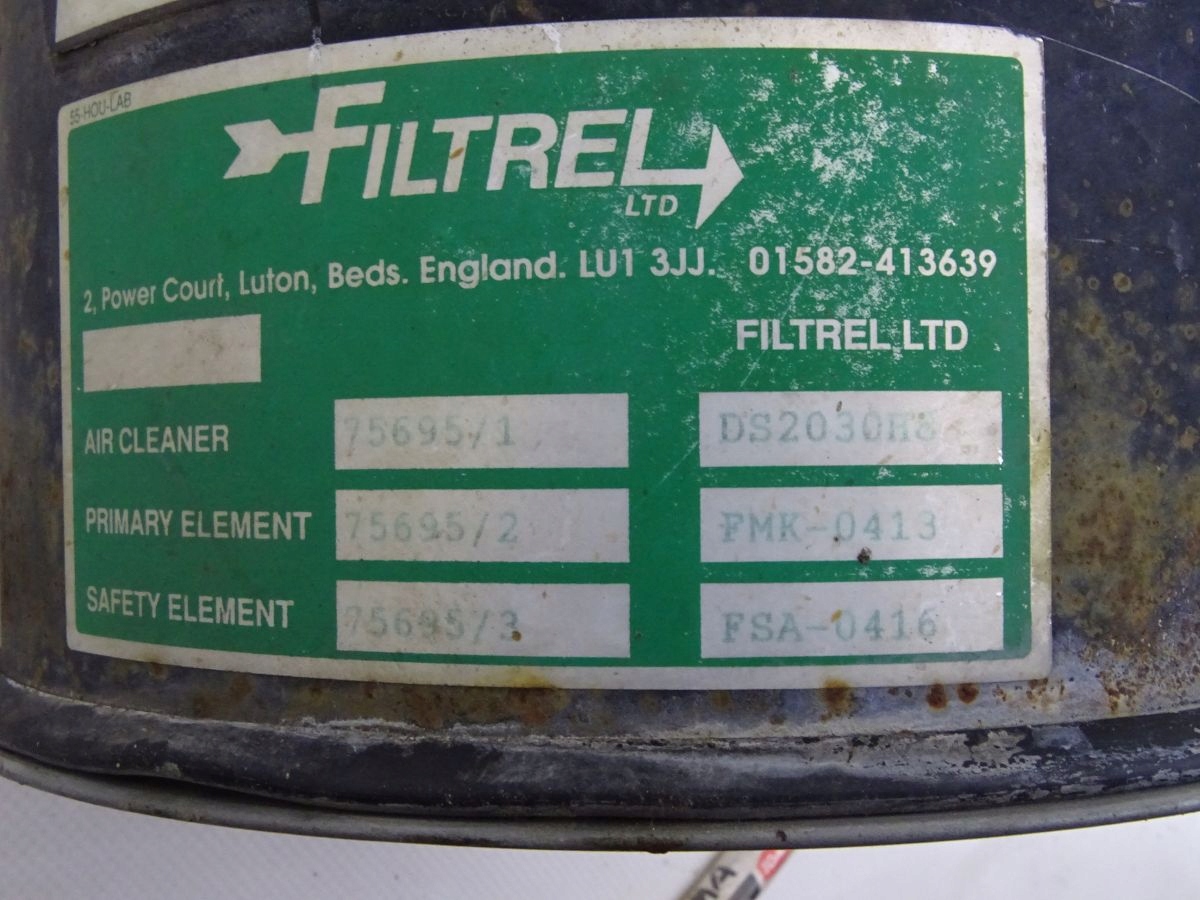 55-HOU-LAB
FILTREL
LTD
2, Power Court, Luton, Beds. England. LU1 3JJ. 01582-413639
FILTREL LTD
AIR CLEANER 75695/1 DS2030H8
PRIMARY ELEMENT 75695/2 FMK-0413
SAFETY ELEMENT 75695/3 FSA-0416